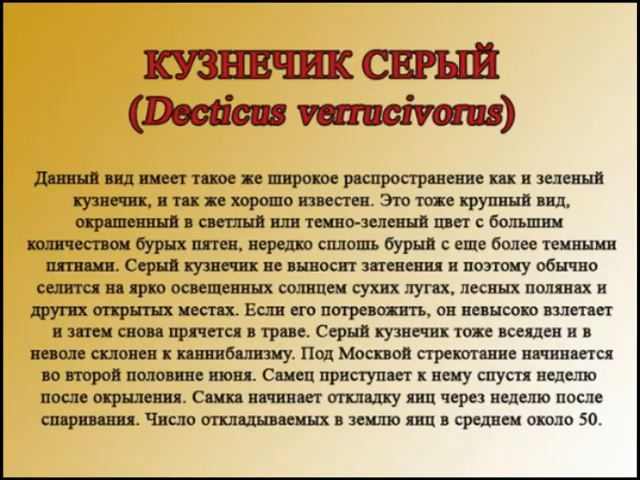 КУЗНЕЧИК СЕРЫЙ
(Decticus verrucivorus)
Данный вид имеет такое же широкое распространение как и зеленый
кузнечик, и так же хорошо известен. Это тоже крупный вид,
окрашенный в светлый или темно-зеленый цвет с большим
количеством бурых пятен, нередко сплошь бурый с еще более темными
пятнами. Серый кузнечик не выносит затенения и поэтому обычно
селится на ярко освещенных солнцем сухих лугах, лесных полянах и
других открытых местах. Если его потревожить, он невысоко взлетает
и затем снова прячется в траве. Серый кузнечик тоже всеяден и в
неволе склонен к каннибализму. Под Москвой стрекотание начинается
во второй половине июня. Самец приступает к нему спустя неделю
после окрыления. Самка начинает откладку яиц через неделю после
спаривания. Число откладываемых в землю яиц в среднем около 50.